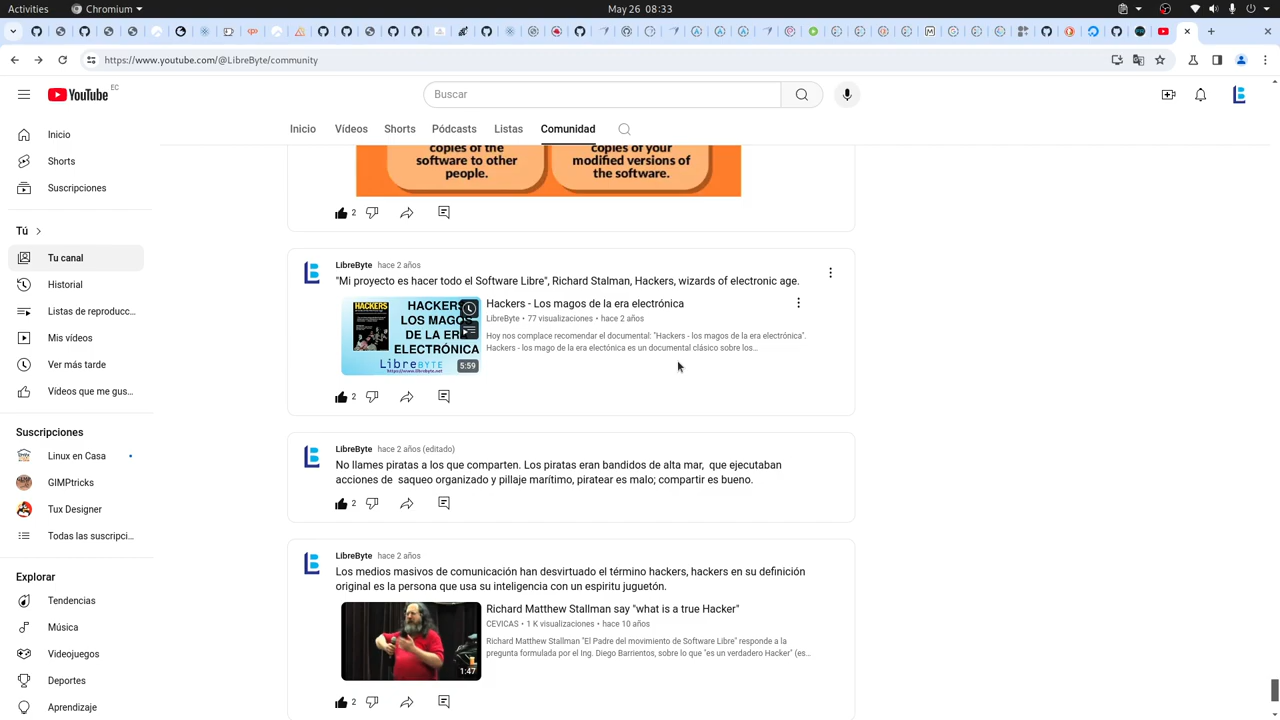 Activities
Chromium
May 26 08:33
https://www.youtube.com/@LibreByte/community
YouTube EC
Buscar
Inicio
Vídeos
Shorts
Pódcasts
Listas
Comunidad
Inicio
Shorts
Suscripciones
Tú
Tu canal
Historial
Listas de reproducc...
Mis vídeos
Ver más tarde
Vídeos que me gus...
Suscripciones
Linux en Casa
GIMPtricks
Tux Designer
Todas las suscripci...
Explorar
Tendencias
Música
Videojuegos
Deportes
Aprendizaje
copies of the
software to other
people.
copies of your
modified versions of
the software.
2
LibreByte hace 2 años
"Mi proyecto es hacer todo el Software Libre", Richard Stalman, Hackers, wizards of electronic age.
HACKERS
HACKERS
LOS MAGOS
DE LA ERA
ELECTRÓNICA
LibreBYTE
https://www.librebyte.net
5:59
Hackers - Los magos de la era electrónica
LibreByte • 77 visualizaciones • hace 2 años
Hoy nos complace recomendar el documental: "Hackers - los magos de la era electrónica".
Hackers - los mago de la era electónica es un documental clásico sobre los...
2
LibreByte hace 2 años (editado)
No llames piratas a los que comparten. Los piratas eran bandidos de alta mar, que ejecutaban
acciones de saqueo organizado y pillaje marítimo, piratear es malo; compartir es bueno.
2
LibreByte hace 2 años
Los medios masivos de comunicación han desvirtuado el término hackers, hackers en su definición
original es la persona que usa su inteligencia con un espiritu juguetón.
1:47
Richard Matthew Stallman say "what is a true Hacker"
CEVICAS • 1 K visualizaciones • hace 10 años
Richard Matthew Stallman "El Padre del movimiento de Software Libre" responde a la
pregunta formulada por el Ing. Diego Barrientos, sobre lo que "es un verdadero Hacker" (es...
2